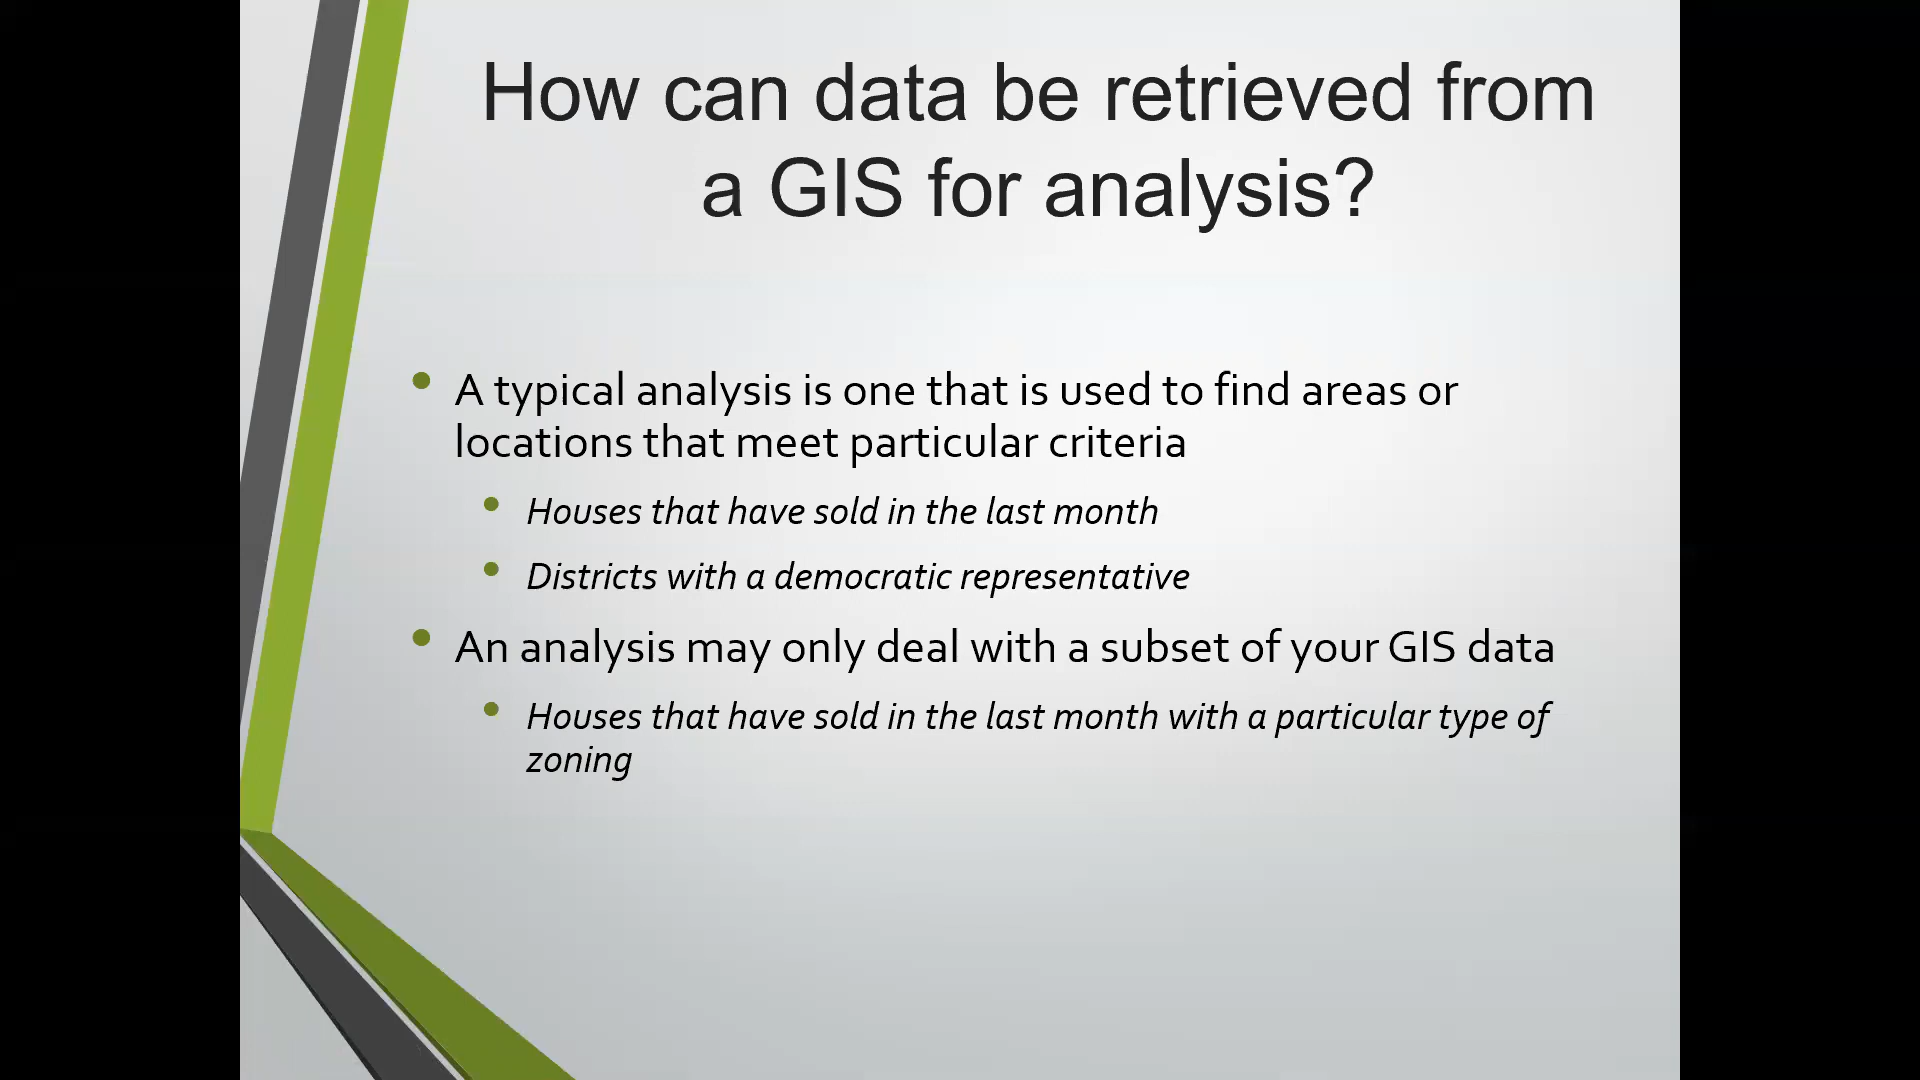 How can data be retrieved from
a GIS for analysis?
• A typical analysis is one that is used to find areas or
locations that meet particular criteria
• Houses that have sold in the last month
• Districts with a democratic representative
• An analysis may only deal with a subset of your GIS data
• Houses that have sold in the last month with a particular type of
zoning